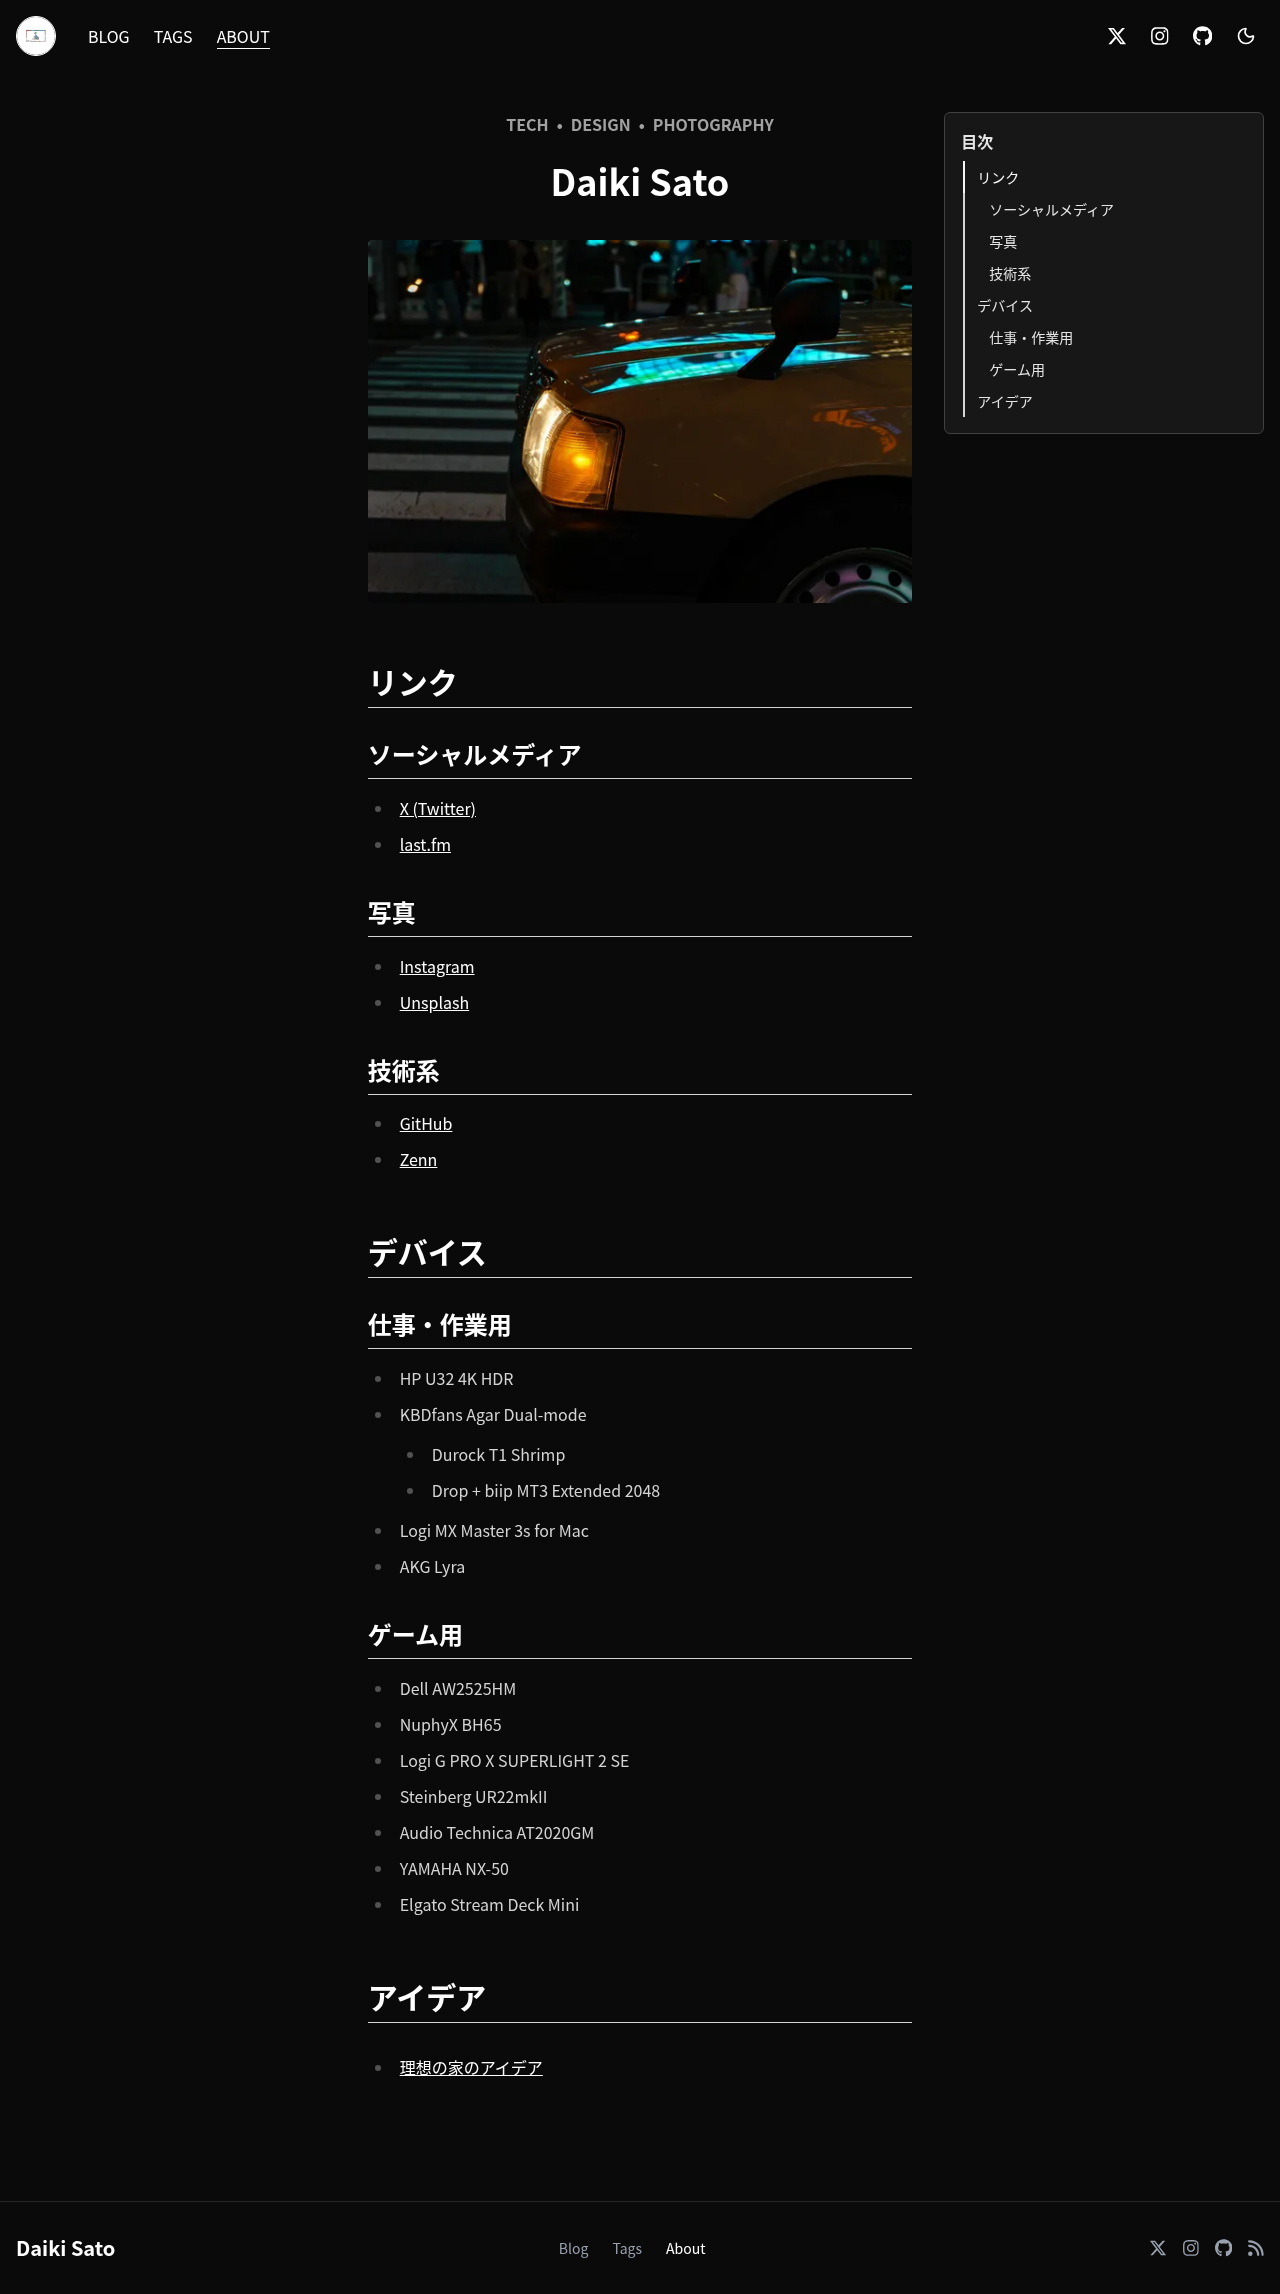 BLOG TAGS ABOUT
TECH • DESIGN • PHOTOGRAPHY
Daiki Sato
目次
リンク
ソーシャルメディア
写真
技術系
デバイス
仕事・作業用
ゲーム用
アイデア
リンク
ソーシャルメディア
X (Twitter)
last.fm
写真
Instagram
Unsplash
技術系
GitHub
Zenn
デバイス
仕事・作業用
HP U32 4K HDR
KBDfans Agar Dual-mode
Durock T1 Shrimp
Drop + biip MT3 Extended 2048
Logi MX Master 3s for Mac
AKG Lyra
ゲーム用
Dell AW2525HM
NuphyX BH65
Logi G PRO X SUPERLIGHT 2 SE
Steinberg UR22mkII
Audio Technica AT2020GM
YAMAHA NX-50
Elgato Stream Deck Mini
アイデア
理想の家のアイデア
Daiki Sato
Blog Tags About